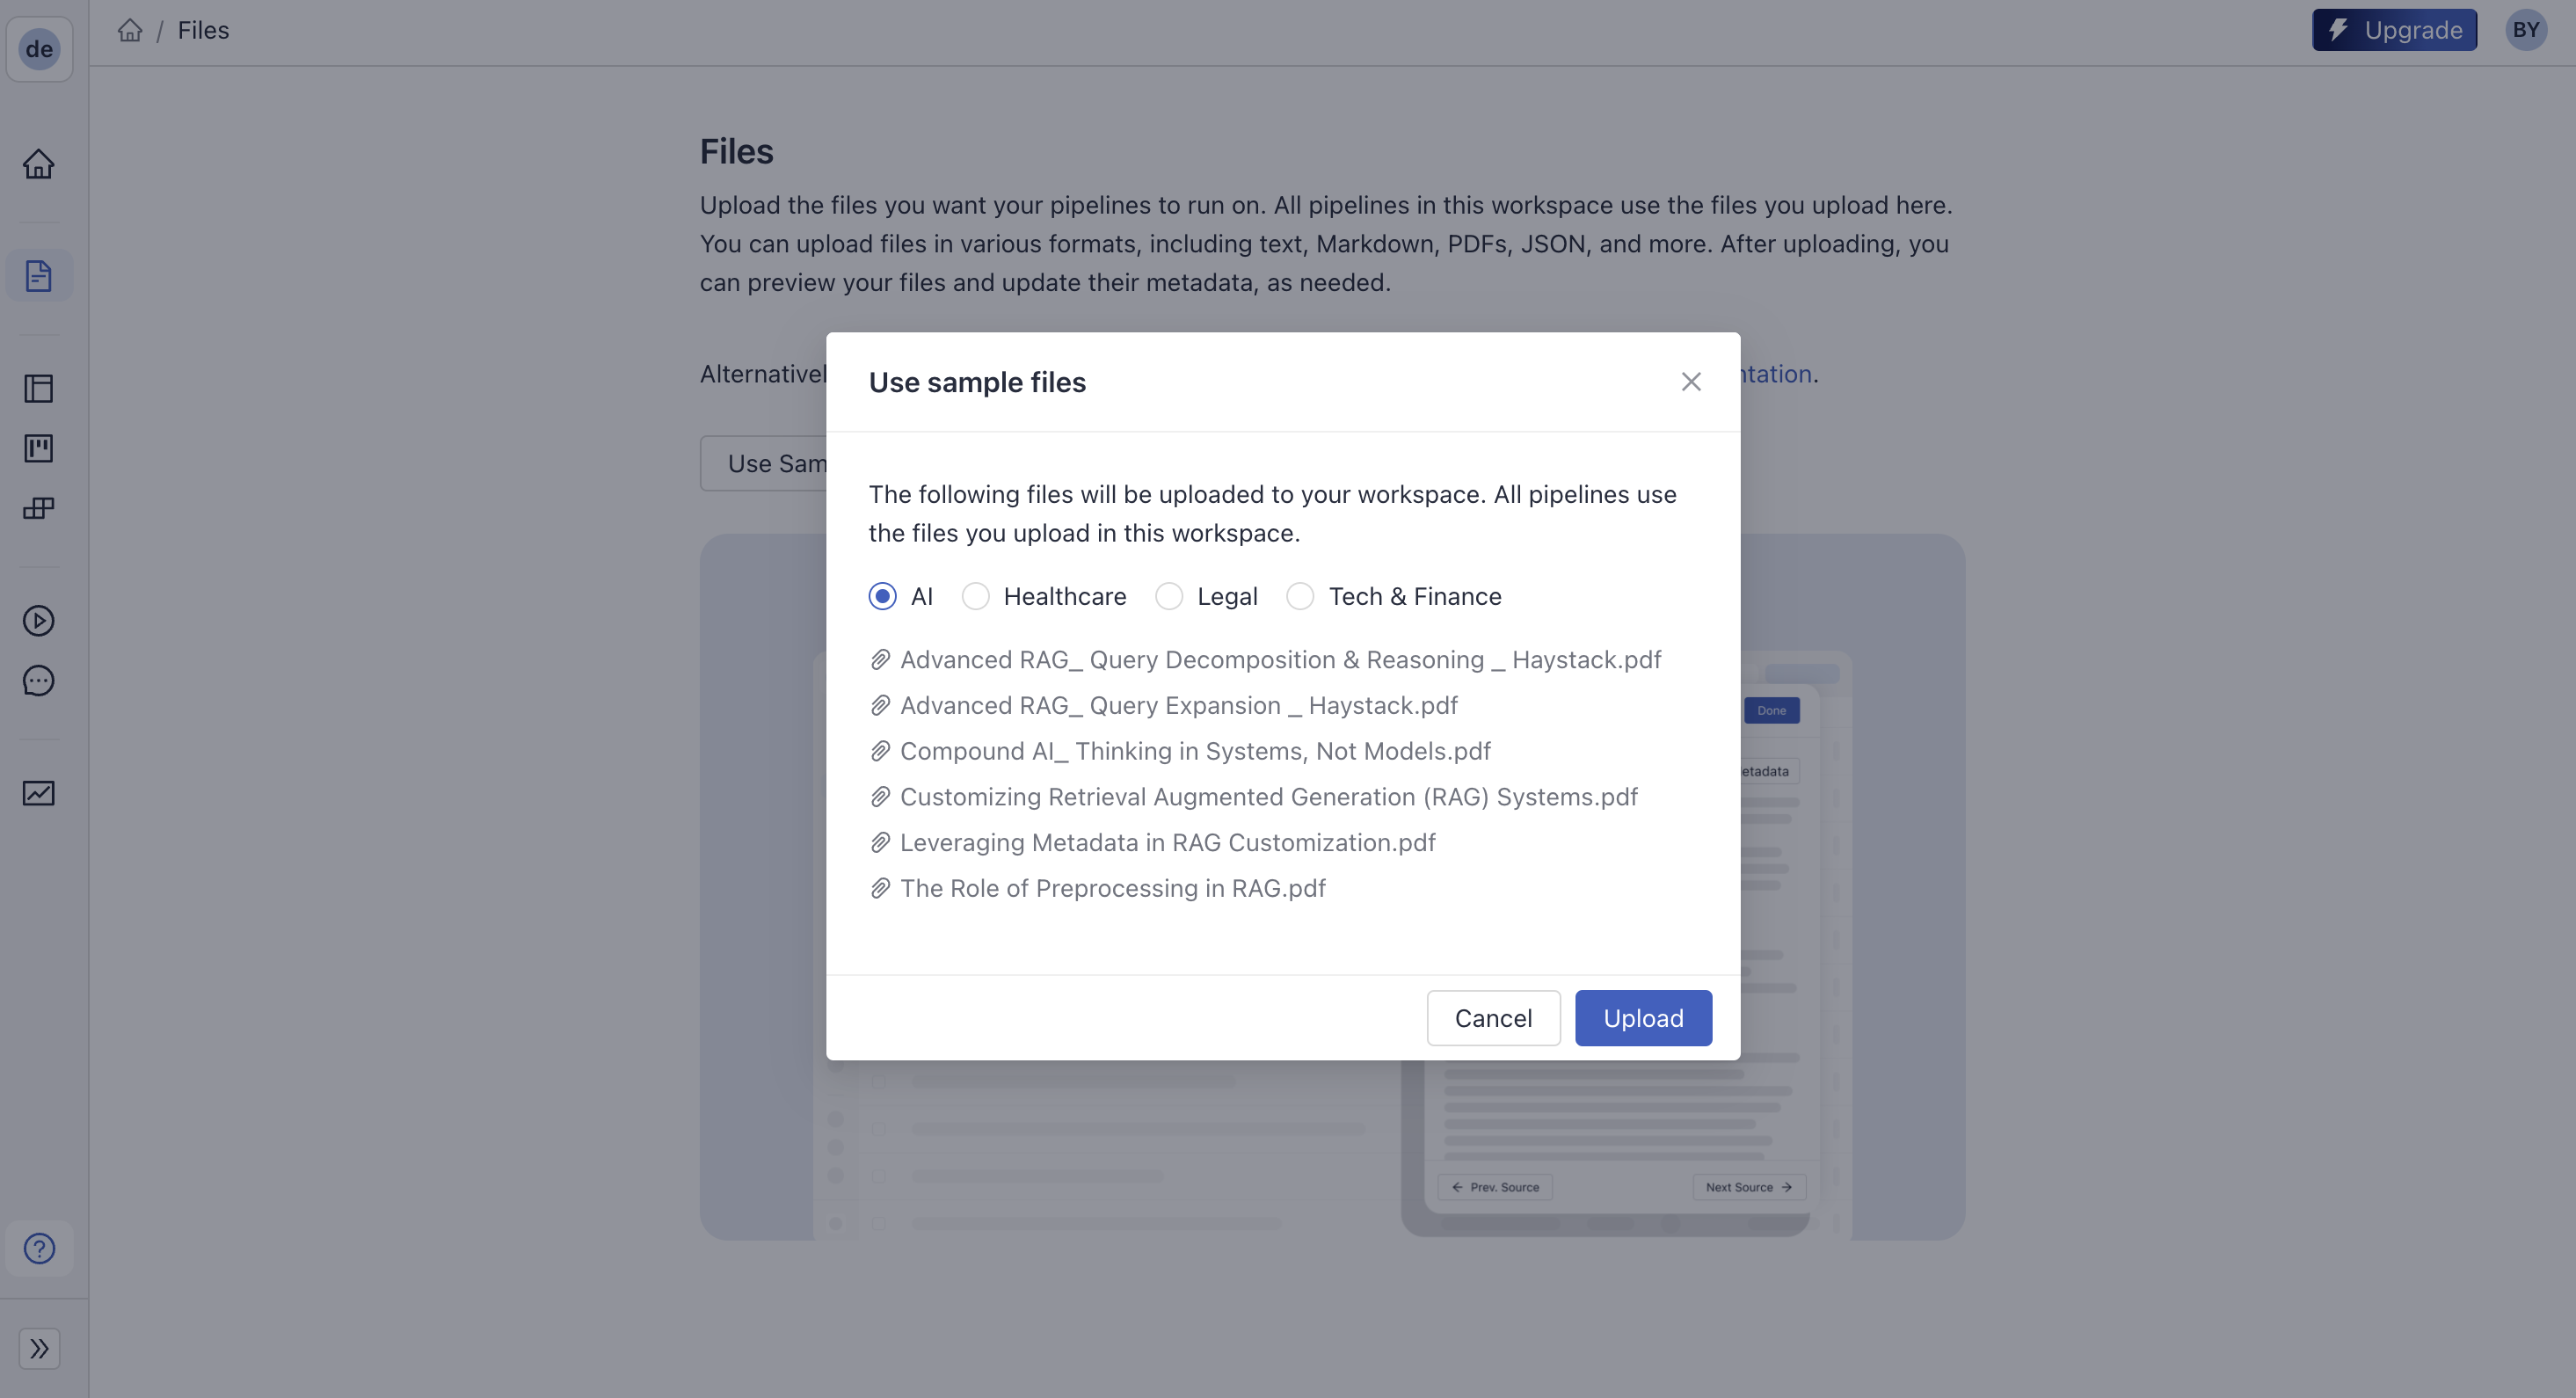 de
/ Files
Upgrade
BY
Files
Upload the files you want your pipelines to run on. All pipelines in this workspace use the files you upload here.
You can upload files in various formats, including text, Markdown, PDFs, JSON, and more. After uploading, you
can preview your files and update their metadata, as needed.
Use sample files
The following files will be uploaded to your workspace. All pipelines use
the files you upload in this workspace.
AI
Healthcare
Legal
Tech & Finance
Advanced RAG_ Query Decomposition & Reasoning _ Haystack.pdf
Advanced RAG_ Query Expansion _ Haystack.pdf
Compound AI_ Thinking in Systems, Not Models.pdf
Customizing Retrieval Augmented Generation (RAG) Systems.pdf
Leveraging Metadata in RAG Customization.pdf
The Role of Preprocessing in RAG.pdf
Cancel
Upload
Use
Done
Prev. Source
Next Source